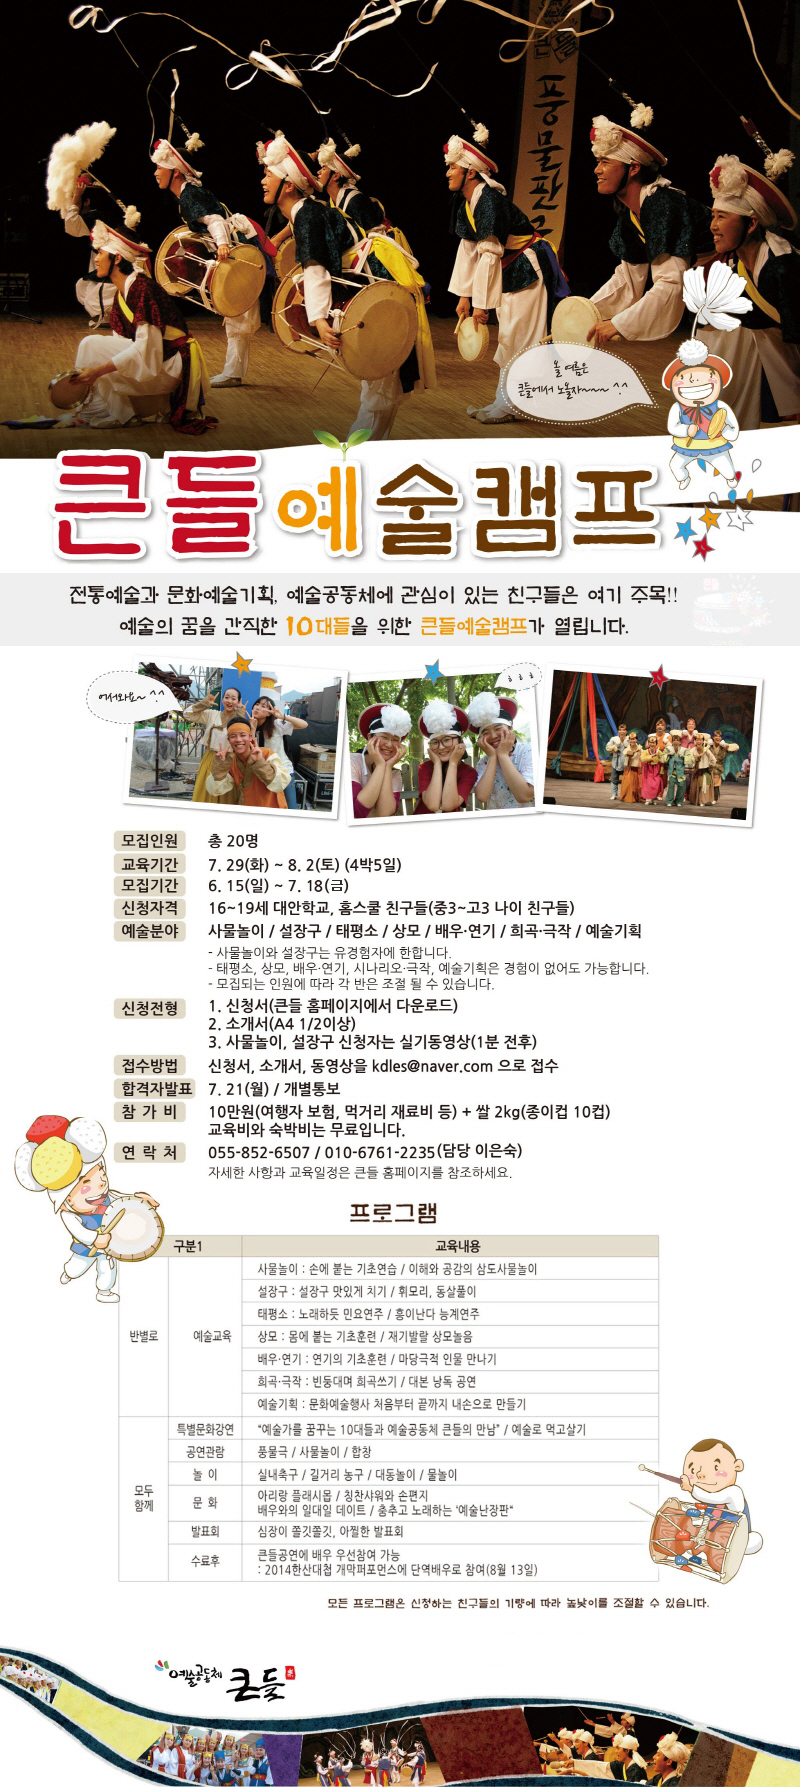 풍물판굿
올 여름은
큰들에서 노올자~~~~ ^.^
큰들예술캠프
전통예술과 문화예술기획, 예술공동체에 관심이 있는 친구들은 여기 주목!!
예술의 꿈을 간직한 10대들을 위한 큰들예술캠프가 열립니다.
어서와요~ ^^
ㅎㅎㅎ
모집인원 총 20명
교육기간 7. 29(화) ~ 8. 2(토) (4박5일)
모집기간 6. 15(일) ~ 7. 18(금)
신청자격 16~19세 대안학교, 홈스쿨 친구들(중3~고3 나이 친구들)
예술분야 사물놀이 / 설장구 / 태평소 / 상모 / 배우·연기 / 희곡·극작 / 예술기획
- 사물놀이와 설장구는 유경험자에 한합니다.
- 태평소, 상모, 배우·연기, 시나리오·극작, 예술기획은 경험이 없어도 가능합니다.
- 모집되는 인원에 따라 각 반은 조절 될 수 있습니다.
신청전형 1. 신청서(큰들 홈페이지에서 다운로드)
2. 소개서(A4 1/2이상)
3. 사물놀이, 설장구 신청자는 실기동영상(1분 전후)
접수방법 신청서, 소개서, 동영상을 kdles@naver.com 으로 접수
합격자발표 7. 21(월) / 개별통보
참 가 비 10만원(여행자 보험, 먹거리 재료비 등) + 쌀 2kg(종이컵 10컵)
교육비와 숙박비는 무료입니다.
연 락 처 055-852-6507 / 010-6761-2235(담당 이은숙)
자세한 사항과 교육일정은 큰들 홈페이지를 참조하세요.
프로그램
구분1 교육내용
반별로 예술교육 사물놀이 : 손에 붙는 기초연습 / 이해와 공감의 삼도사물놀이
설장구 : 설장구 맛있게 치기 / 휘모리, 동살풀이
태평소 : 노래하듯 민요연주 / 흥이난다 능계연주
상모 : 몸에 붙는 기초훈련 / 재기발랄 상모놀음
배우·연기 : 연기의 기초훈련 / 마당극적 인물 만나기
희곡·극작 : 빈둥대며 희곡쓰기 / 대본 낭독 공연
예술기획 : 문화예술행사 처음부터 끝까지 내손으로 만들기
모두
함께
특별문화강연 “예술가를 꿈꾸는 10대들과 예술공동체 큰들의 만남” / 예술로 먹고살기
공연관람 풍물극 / 사물놀이 / 합창
놀 이 실내축구 / 길거리 농구 / 대동놀이 / 물놀이
문 화 아리랑 플래시몹 / 칭찬샤워와 손편지
배우와의 일대일 데이트 / 춤추고 노래하는 '예술난장판"
발표회 심장이 쫄깃쫄깃, 아찔한 발표회
수료후 큰들공연에 배우 우선참여 가능
: 2014한산대첩 개막퍼포먼스에 단역배우로 참여(8월 13일)
모든 프로그램은 신청하는 친구들의 기량에 따라 높낮이를 조절할 수 있습니다.
예술공동체 큰들